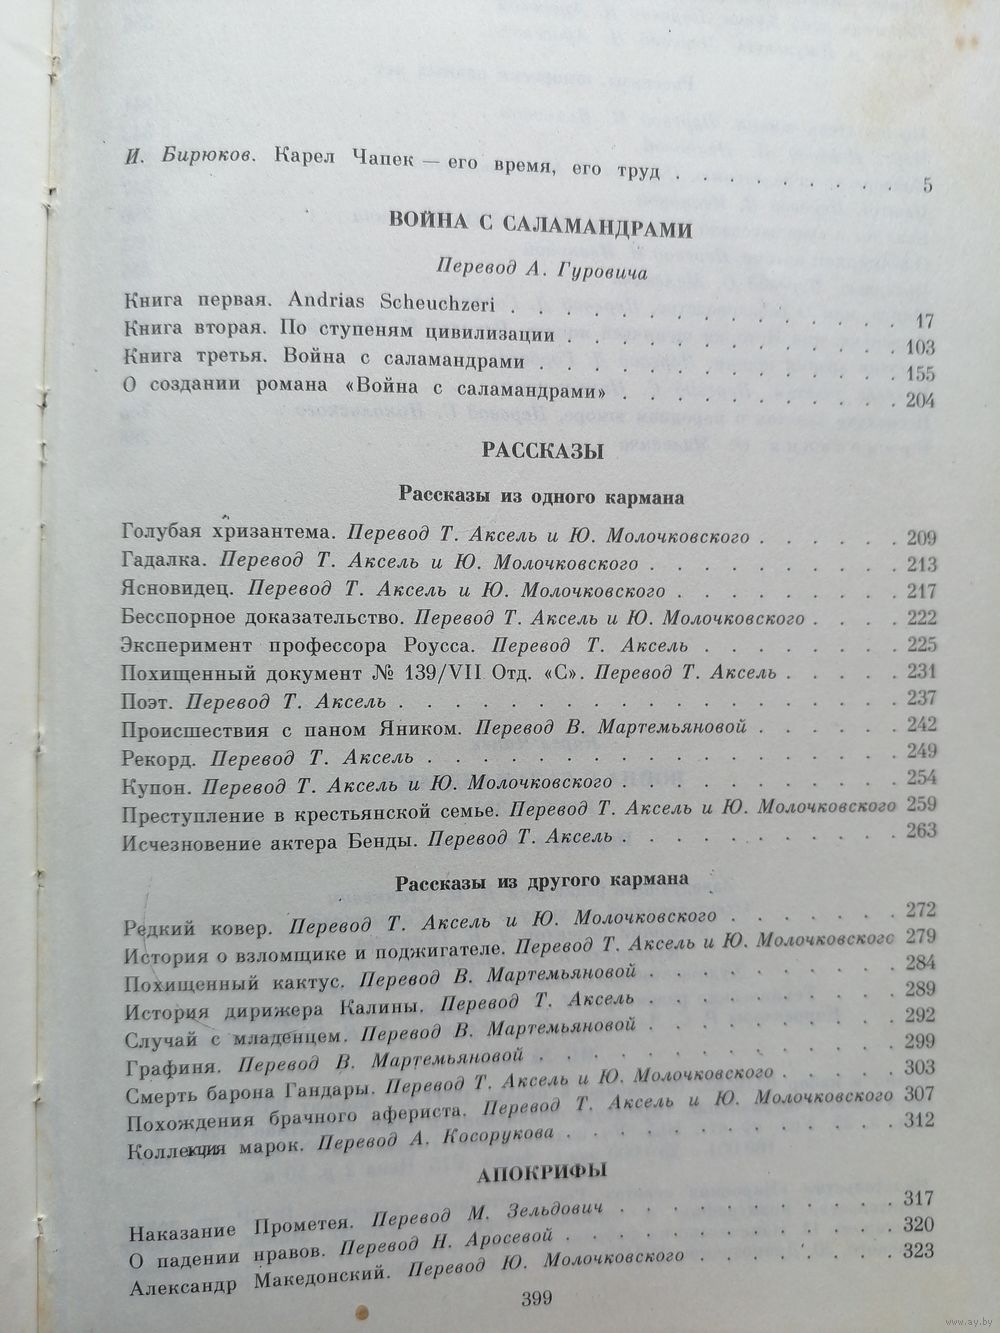 И. Бирюков. Карел Чапек — его время, его труд . . . . . . . . . 5
ВОЙНА С САЛАМАНДРАМИ
Перевод А. Гуровича
Книга первая. Andrias Scheuchzeri . . . . . . . . . . . . . . . 17
Книга вторая. По ступеням цивилизации . . . . . . . . . . . . . 103
Книга третья. Война с саламандрами . . . . . . . . . . . . . . 155
О создании романа «Война с саламандрами» . . . . . . . . . . . 204
РАССКАЗЫ
Рассказы из одного кармана
Голубая хризантема. Перевод Т. Аксель и Ю. Молочковского . . . . . . 209
Гадалка. Перевод Т. Аксель и Ю. Молочковского . . . . . . . . . . 213
Ясновидец. Перевод Т. Аксель и Ю. Молочковского . . . . . . . . . 217
Бесспорное доказательство. Перевод Т. Аксель и Ю. Молочковского . . . . 222
Эксперимент профессора Роусса. Перевод Т. Аксель . . . . . . . . 225
Похищенный документ № 139/VII Отд. «С». Перевод Т. Аксель . . . . . 231
Поэт. Перевод Т. Аксель . . . . . . . . . . . . . . . . . . . 237
Происшествия с паном Яником. Перевод В. Мартемьяновой . . . . . . 242
Рекорд. Перевод Т. Аксель . . . . . . . . . . . . . . . . . . 249
Купон. Перевод Т. Аксель и Ю. Молочковского . . . . . . . . . . . 254
Преступление в крестьянской семье. Перевод Т. Аксель и Ю. Молочковского 259
Исчезновение актера Бенды. Перевод Т. Аксель . . . . . . . . . . 263
Рассказы из другого кармана
Редкий ковер. Перевод Т. Аксель и Ю. Молочковского . . . . . . . 272
История о взломщике и поджигателе. Перевод Т. Аксель и Ю. Молочковского 279
Похищенный кактус. Перевод В. Мартемьяновой . . . . . . . . . . 284
История дирижера Калины. Перевод Т. Аксель . . . . . . . . . . 289
Случай с младенцем. Перевод В. Мартемьяновой . . . . . . . . . . 292
Графиня. Перевод В. Мартемьяновой . . . . . . . . . . . . . . 299
Смерть барона Гандары. Перевод Т. Аксель и Ю. Молочковского . . . . . 303
Похождения брачного афериста. Перевод Т. Аксель и Ю. Молочковского 307
Коллекция марок. Перевод А. Косорукова . . . . . . . . . . . . . 312
АПОКРИФЫ
Наказание Прометея. Перевод М. Зельдович . . . . . . . . . . . 317
О падении нравов. Перевод Н. Аросевой . . . . . . . . . . . . . 320
Александр Македонский. Перевод Ю. Молочковского . . . . . . . . 323
399
www.ay.by